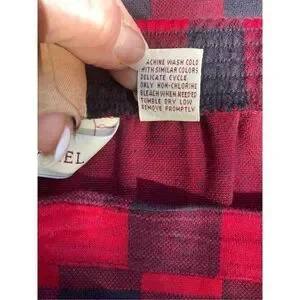 MACHINE WASH COLD
WITH SIMILAR COLORS
DELICATE CYCLE
ONLY NON-CHLORINE
BLEACH WHEN NEEDED
TUMBLE DRY LOW
REMOVE PROMPTLY